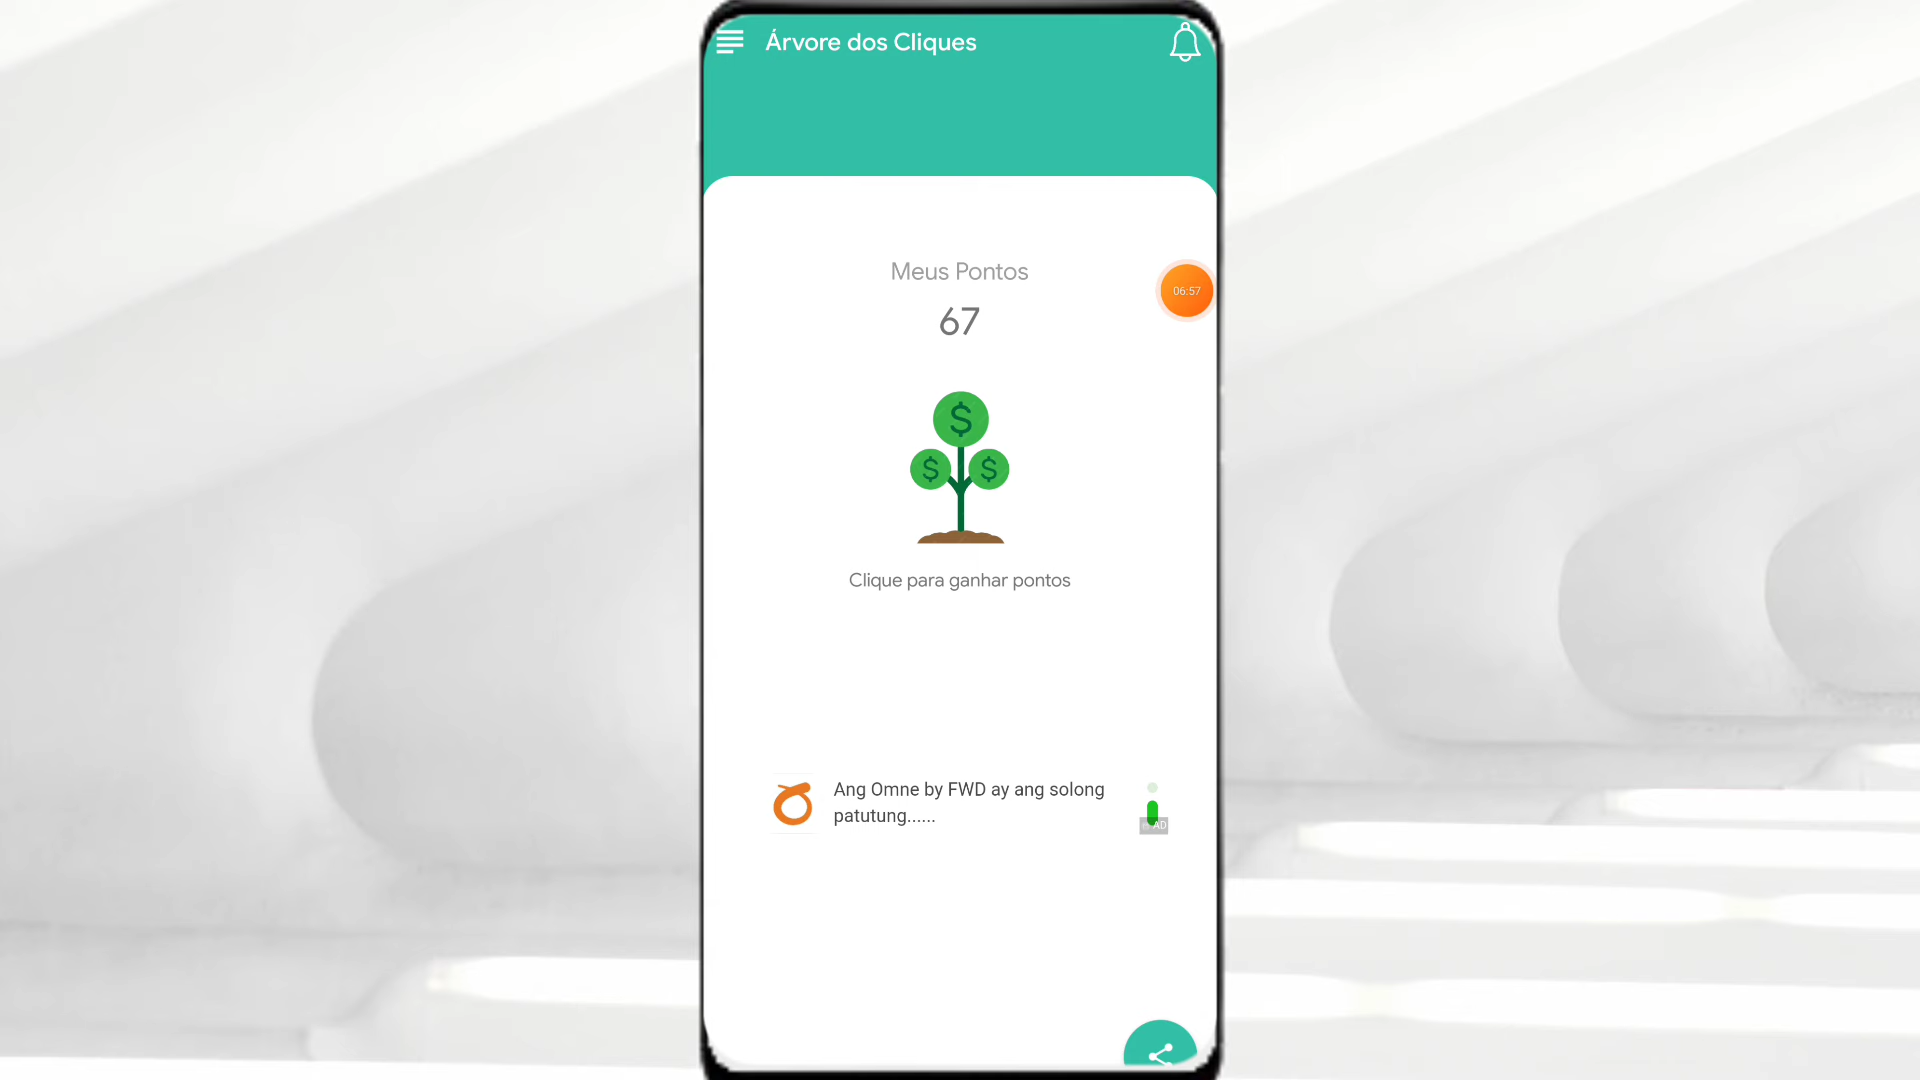 Árvore dos Cliques
Meus Pontos
67
06:57
$
$ $
Clique para ganhar pontos
Ang Omne by FWD ay ang solong
patutung......
AD